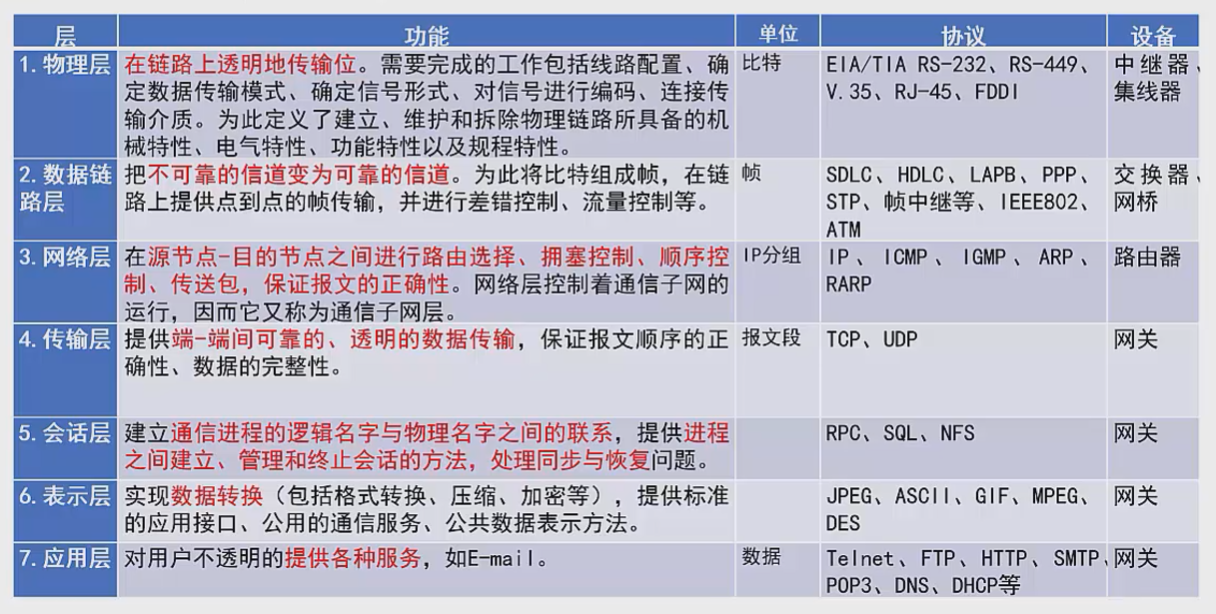 层 功能 单位 协议 设备
1. 物理层 在链路上透明地传输位。需要完成的工作包括线路配置、确 比特 EIA/TIA RS-232、RS-449、 中继器、
定数据传输模式、确定信号形式、对信号进行编码、连接传 V.35、RJ-45、FDDI 集线器
输介质。为此定义了建立、维护和拆除物理链路所具备的机
械特性、电气特性、功能特性以及规程特性。
2. 数据链 把不可靠的信道变为可靠的信道。为此将比特组成帧，在链 帧 SDLC、HDLC、LAPB、PPP、 交换器、
路层 路上提供点到点的帧传输，并进行差错控制、流量控制等。 STP、帧中继等、IEEE802、 网桥
ATM
3. 网络层 在源节点-目的节点之间进行路由选择、拥塞控制、顺序控 IP分组 IP、ICMP、IGMP、ARP、 路由器
制、传送包，保证报文的正确性。网络层控制着通信子网的 RARP
运行，因而它又称为通信子网层。
4. 传输层 提供端-端间可靠的、透明的数据传输，保证报文顺序的正 报文段 TCP、UDP 网关
确性、数据的完整性。
5. 会话层 建立通信进程的逻辑名字与物理名字之间的联系，提供进程 RPC、SQL、NFS 网关
之间建立、管理和终止会话的方法，处理同步与恢复问题。
6. 表示层 实现数据转换（包括格式转换、压缩、加密等），提供标准 JPEG、ASCII、GIF、MPEG、 网关
的应用接口、公用的通信服务、公共数据表示方法。 DES
7. 应用层 对用户不透明的提供各种服务，如E-mail。 数据 Telnet、FTP、HTTP、SMTP、 网关
POP3、DNS、DHCP等